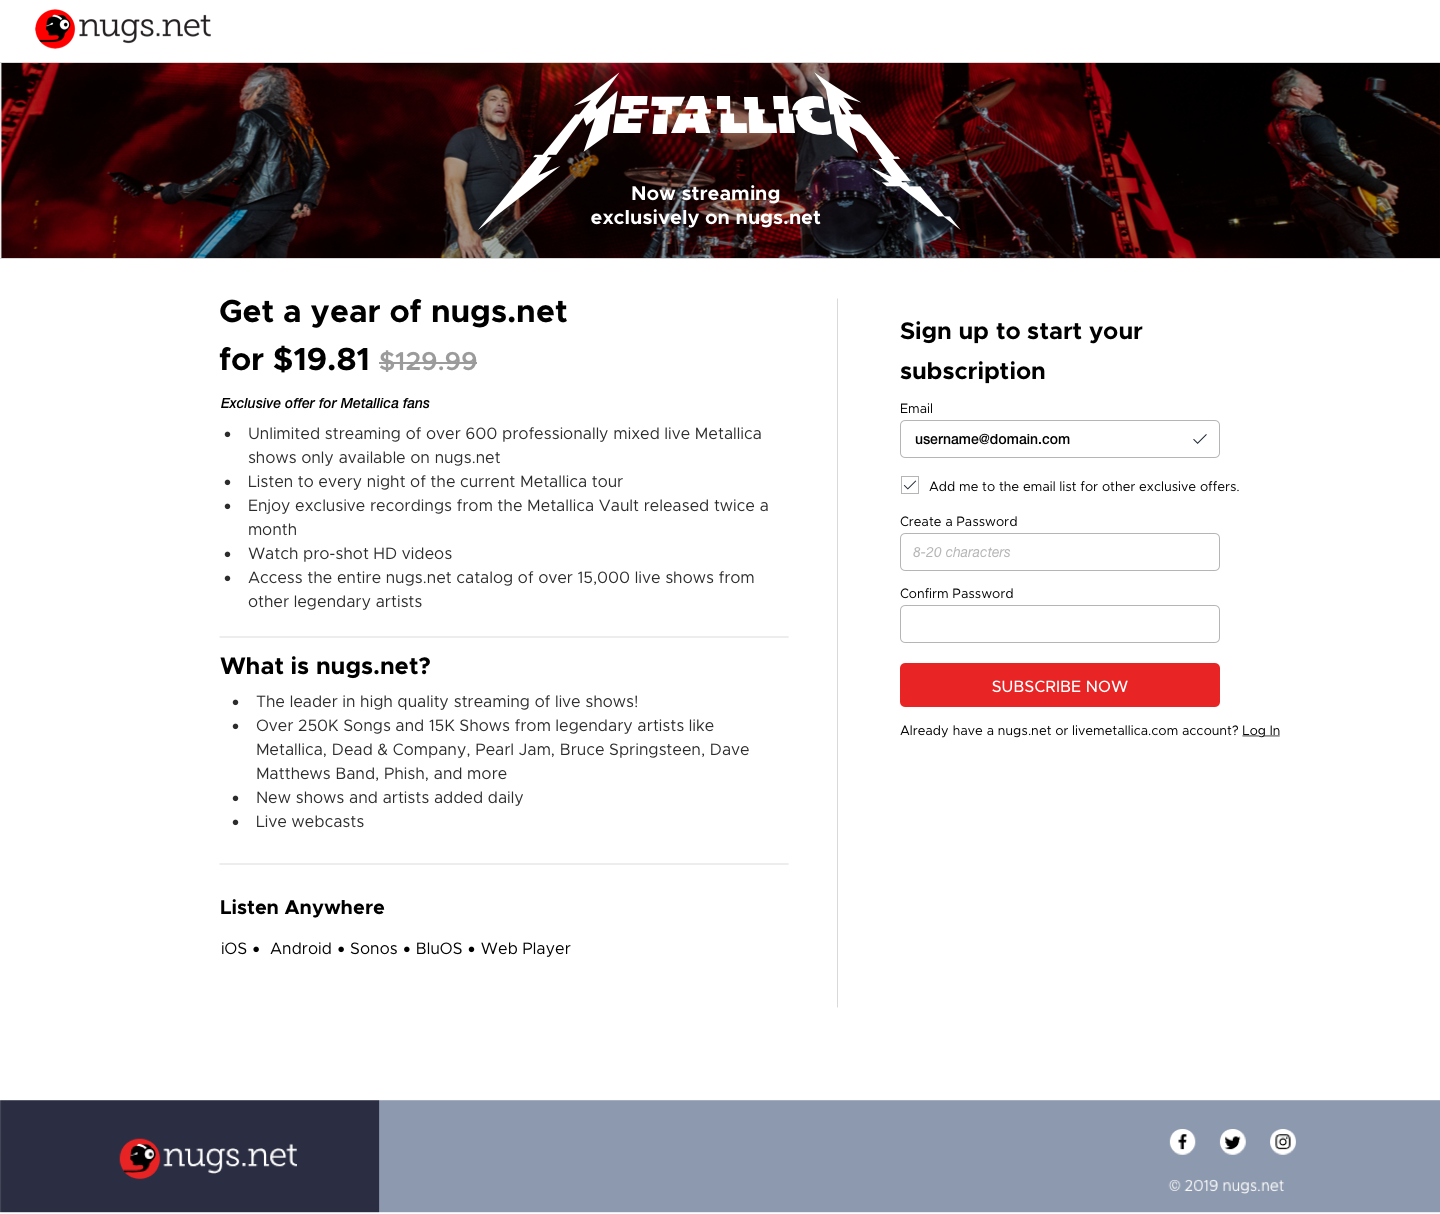 nugs.net
METALLICA
Now streaming
exclusively on nugs.net
Get a year of nugs.net
for $19.81 $129.99
Exclusive offer for Metallica fans
• Unlimited streaming of over 600 professionally mixed live Metallica
shows only available on nugs.net
• Listen to every night of the current Metallica tour
• Enjoy exclusive recordings from the Metallica Vault released twice a
month
• Watch pro-shot HD videos
• Access the entire nugs.net catalog of over 15,000 live shows from
other legendary artists
What is nugs.net?
• The leader in high quality streaming of live shows!
• Over 250K Songs and 15K Shows from legendary artists like
Metallica, Dead & Company, Pearl Jam, Bruce Springsteen, Dave
Matthews Band, Phish, and more
• New shows and artists added daily
• Live webcasts
Listen Anywhere
iOS • Android • Sonos • BluOS • Web Player
Sign up to start your
subscription
Email
username@domain.com
Add me to the email list for other exclusive offers.
Create a Password
8-20 characters
Confirm Password
SUBSCRIBE NOW
Already have a nugs.net or livemetallica.com account? Log In
nugs.net
© 2019 nugs.net